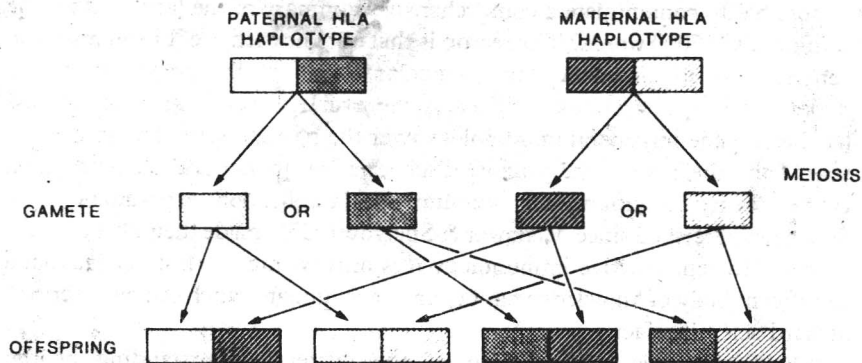 PATERNAL HLA
HAPLOTYPE
MATERNAL HLA
HAPLOTYPE
MEIOSIS
GAMETE OR OR
OFFSPRING